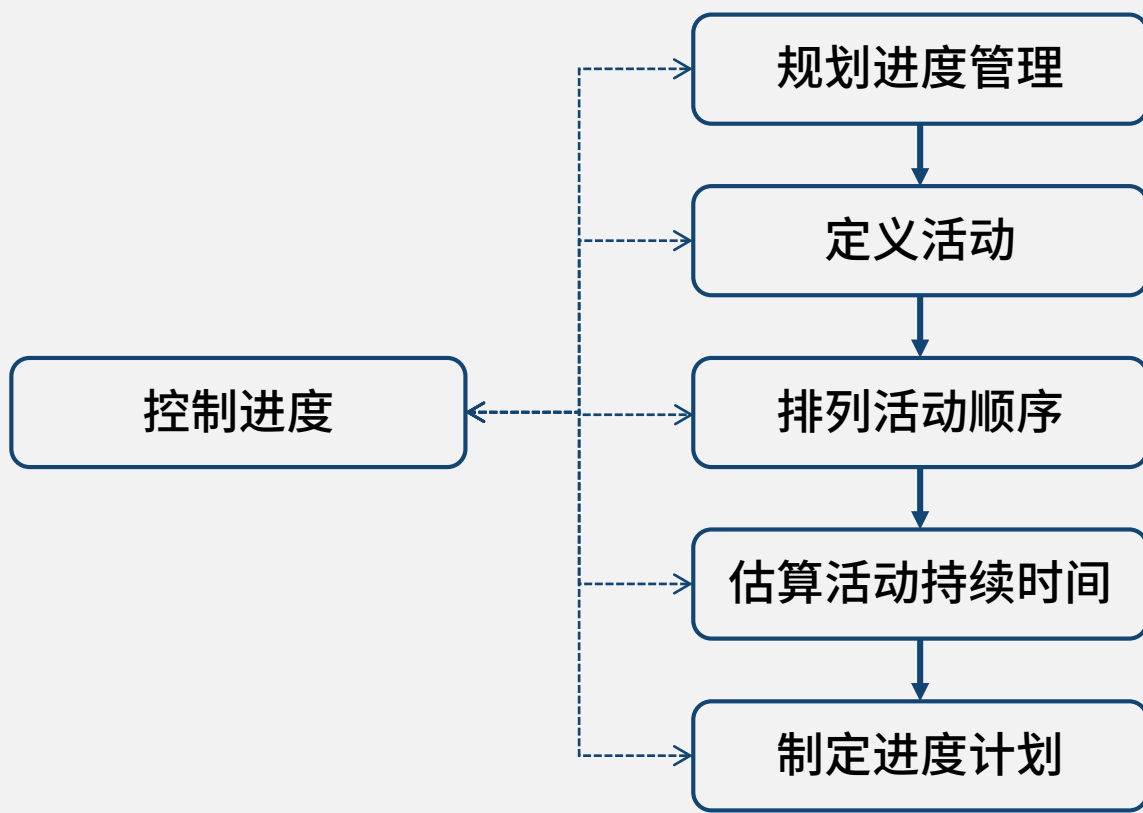 规划进度管理
定义活动
控制进度
排列活动顺序
估算活动持续时间
制定进度计划